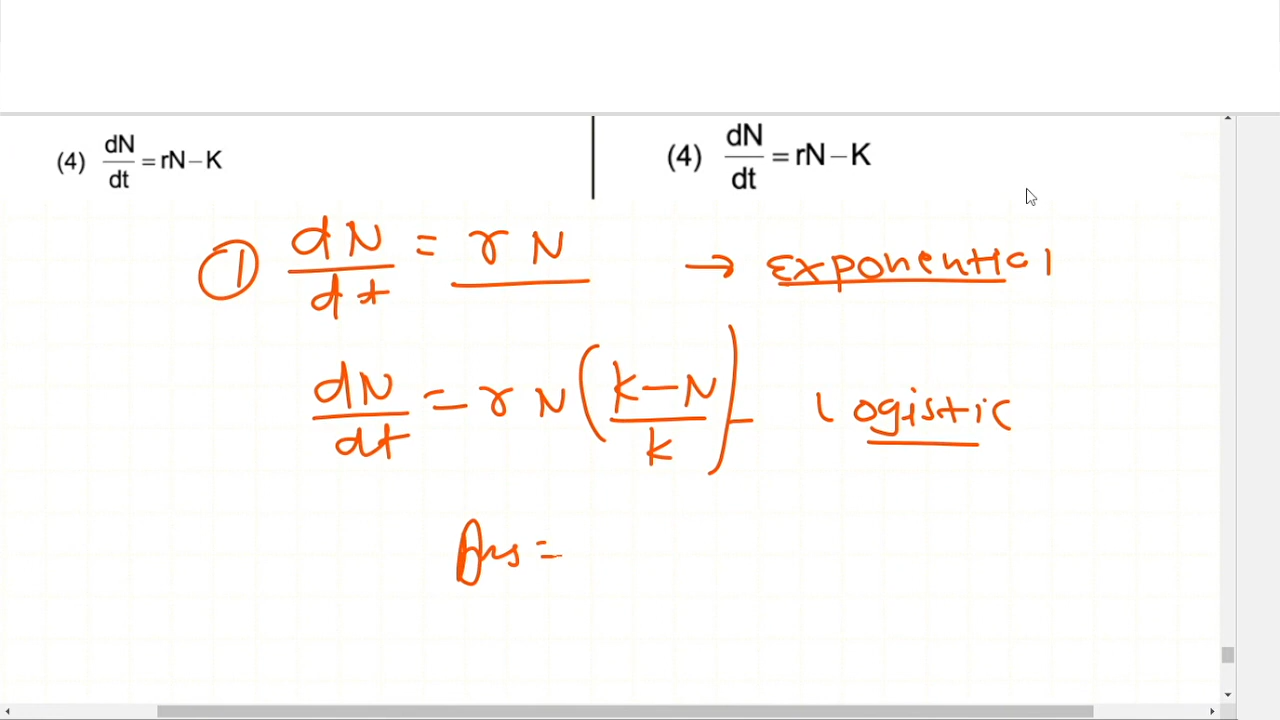 (4) dN/dt = rN – K
(4) dN/dt = rN – K
① dN/dt = rN → Exponential
dN/dt = rN (K–N/K) – Logistic
Ans =